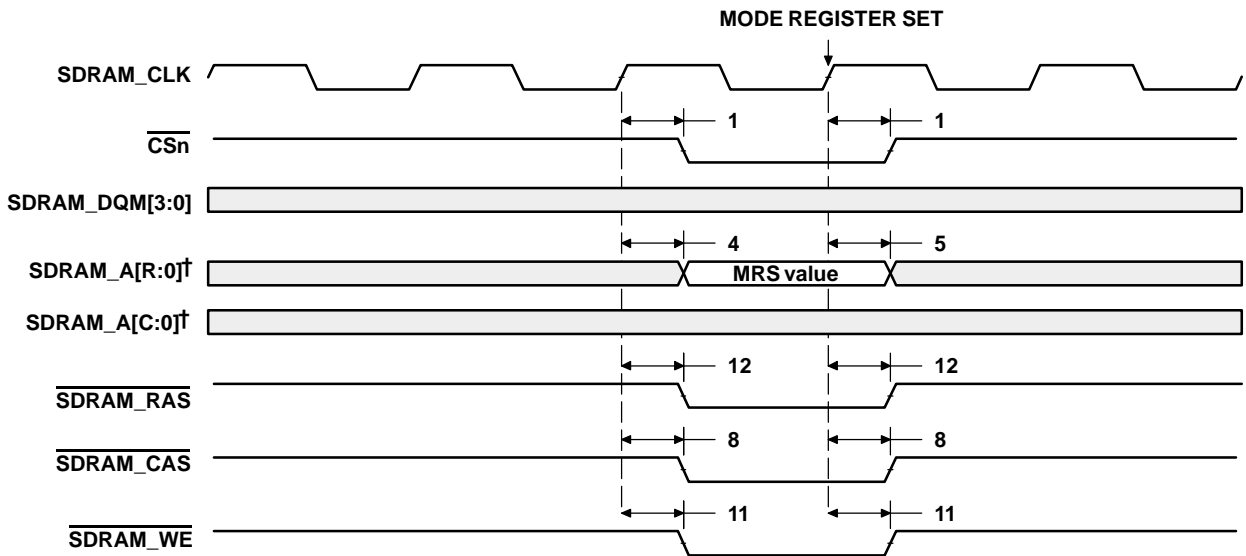 MODE REGISTER SET
SDRAM_CLK
1 1
CSn
SDRAM_DQM[3:0]
4 5
SDRAM_A[R:0]† MRS value
SDRAM_A[C:0]†
12 12
SDRAM_RAS
8 8
SDRAM_CAS
11 11
SDRAM_WE